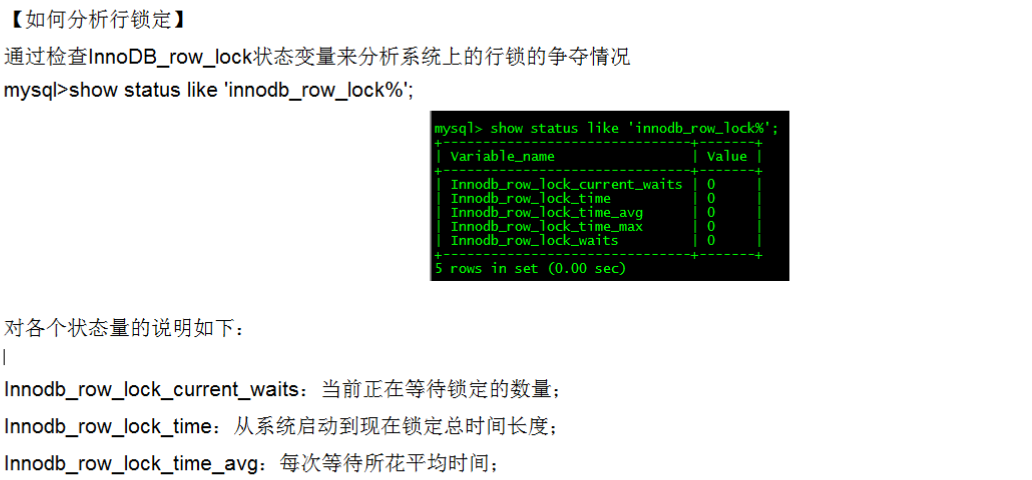 【如何分析行锁定】
通过检查InnoDB_row_lock状态变量来分析系统上的行锁的争夺情况
mysql>show status like 'innodb_row_lock%';
mysql> show status like 'innodb_row_lock%';
+-------------------------------+-------+
| Variable_name | Value |
+-------------------------------+-------+
| Innodb_row_lock_current_waits | 0 |
| Innodb_row_lock_time | 0 |
| Innodb_row_lock_time_avg | 0 |
| Innodb_row_lock_time_max | 0 |
| Innodb_row_lock_waits | 0 |
+-------------------------------+-------+
5 rows in set (0.00 sec)
对各个状态量的说明如下：
Innodb_row_lock_current_waits：当前正在等待锁定的数量；
Innodb_row_lock_time：从系统启动到现在锁定总时间长度；
Innodb_row_lock_time_avg：每次等待所花平均时间；